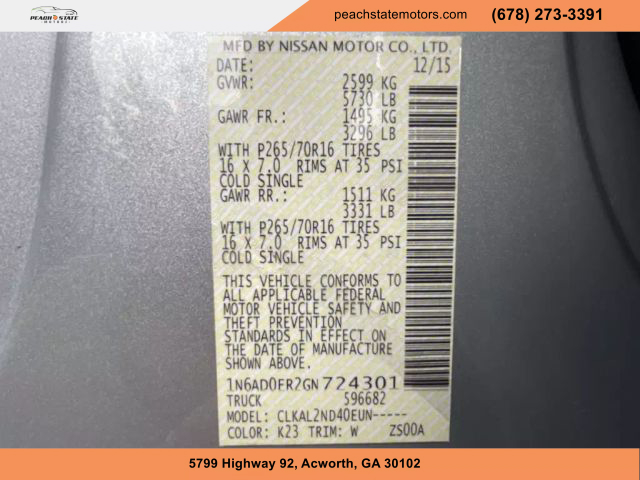 PEACH STATE
MOTORS
peachstatemotors.com (678) 273-3391
MFD BY NISSAN MOTOR CO., LTD.
DATE: 12/15
GVWR: 2599 KG
5730 LB
GAWR FR.: 1495 KG
3296 LB
WITH P265/70R16 TIRES
16 X 7.0 RIMS AT 35 PSI
COLD SINGLE
GAWR RR.: 1511 KG
3331 LB
WITH P265/70R16 TIRES
16 X 7.0 RIMS AT 35 PSI
COLD SINGLE
THIS VEHICLE CONFORMS TO
ALL APPLICABLE FEDERAL
MOTOR VEHICLE SAFETY AND
THEFT PREVENTION
STANDARDS IN EFFECT ON
THE DATE OF MANUFACTURE
SHOWN ABOVE.
1N6AD0FR2GN724301
TRUCK 596682
MODEL: CLKAL2ND40EUN-----
COLOR: K23 TRIM: W ZS00A
5799 Highway 92, Acworth, GA 30102